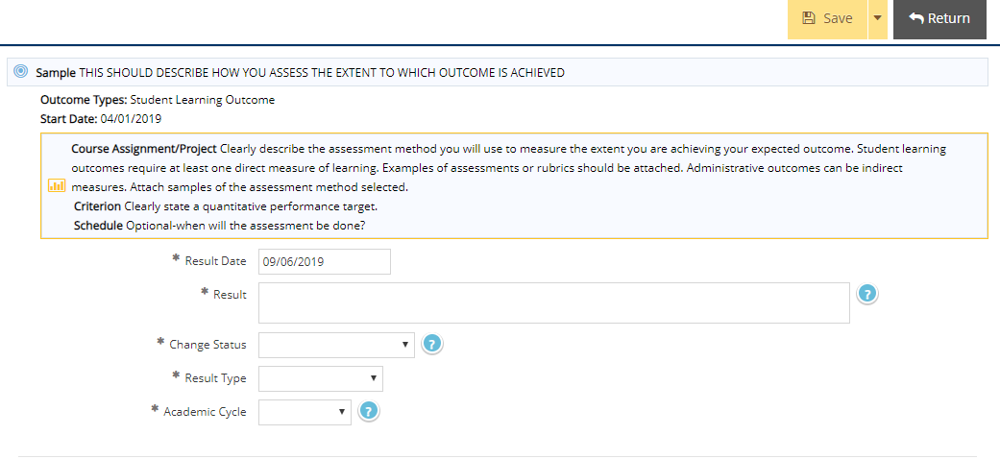 Save
Return
Sample THIS SHOULD DESCRIBE HOW YOU ASSESS THE EXTENT TO WHICH OUTCOME IS ACHIEVED
Outcome Types: Student Learning Outcome
Start Date: 04/01/2019
Course Assignment/Project Clearly describe the assessment method you will use to measure the extent you are achieving your expected outcome. Student learning
outcomes require at least one direct measure of learning. Examples of assessments or rubrics should be attached. Administrative outcomes can be indirect
measures. Attach samples of the assessment method selected.
Criterion Clearly state a quantitative performance target.
Schedule Optional-when will the assessment be done?
* Result Date 09/06/2019
* Result ?
* Change Status ?
* Result Type
* Academic Cycle ?